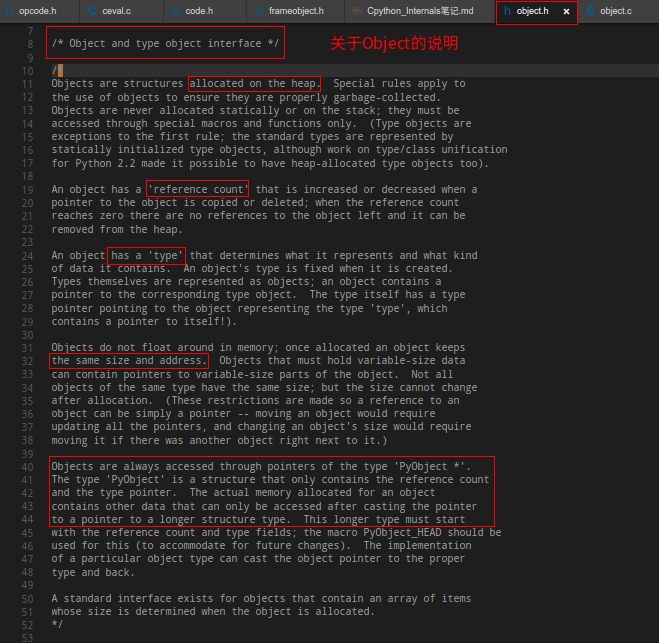 h opcode.h C ceval.c h code.h h frameobject.h Cpython_Internals笔记.md h object.h × C object.c
7
8 /* Object and type object interface */ 关于Object的说明
9
10 /*
11 Objects are structures allocated on the heap. Special rules apply to
12 the use of objects to ensure they are properly garbage-collected.
13 Objects are never allocated statically or on the stack; they must be
14 accessed through special macros and functions only. (Type objects are
15 exceptions to the first rule; the standard types are represented by
16 statically initialized type objects, although work on type/class unification
17 for Python 2.2 made it possible to have heap-allocated type objects too).
18
19 An object has a 'reference count' that is increased or decreased when a
20 pointer to the object is copied or deleted; when the reference count
21 reaches zero there are no references to the object left and it can be
22 removed from the heap.
23
24 An object has a 'type' that determines what it represents and what kind
25 of data it contains. An object's type is fixed when it is created.
26 Types themselves are represented as objects; an object contains a
27 pointer to the corresponding type object. The type itself has a type
28 pointer pointing to the object representing the type 'type', which
29 contains a pointer to itself!).
30
31 Objects do not float around in memory; once allocated an object keeps
32 the same size and address. Objects that must hold variable-size data
33 can contain pointers to variable-size parts of the object. Not all
34 objects of the same type have the same size; but the size cannot change
35 after allocation. (These restrictions are made so a reference to an
36 object can be simply a pointer -- moving an object would require
37 updating all the pointers, and changing an object's size would require
38 moving it if there was another object right next to it.)
39
40 Objects are always accessed through pointers of the type 'PyObject *'.
41 The type 'PyObject' is a structure that only contains the reference count
42 and the type pointer. The actual memory allocated for an object
43 contains other data that can only be accessed after casting the pointer
44 to a pointer to a longer structure type. This longer type must start
45 with the reference count and type fields; the macro PyObject_HEAD should be
46 used for this (to accommodate for future changes). The implementation
47 of a particular object type can cast the object pointer to the proper
48 type and back.
49
50 A standard interface exists for objects that contain an array of items
51 whose size is determined when the object is allocated.
52 */
53